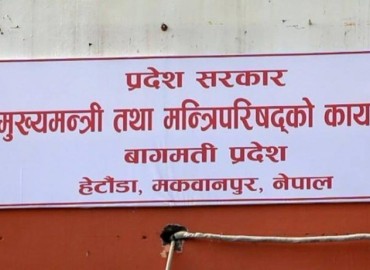 प्रदेश सरकार
मुख्यमन्त्री तथा मन्त्रिपरिषद्को
बागमती प्रदेश
हेटौंडा, मकवानपुर, नेपाल